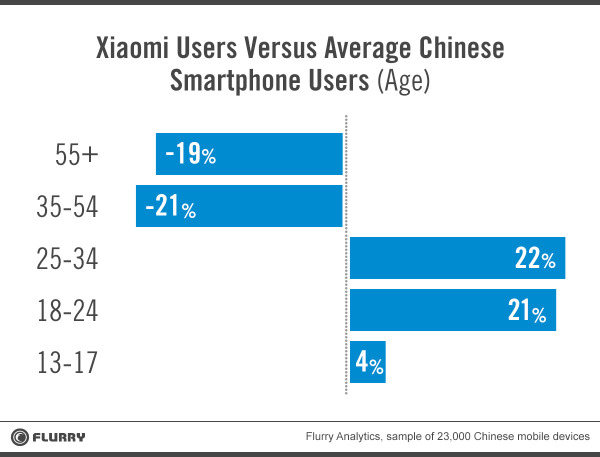 Xiaomi Users Versus Average Chinese
Smartphone Users (Age)
55+ -19%
35-54 -21%
25-34 22%
18-24 21%
13-17 4%
FLURRY Flurry Analytics, sample of 23,000 Chinese mobile devices